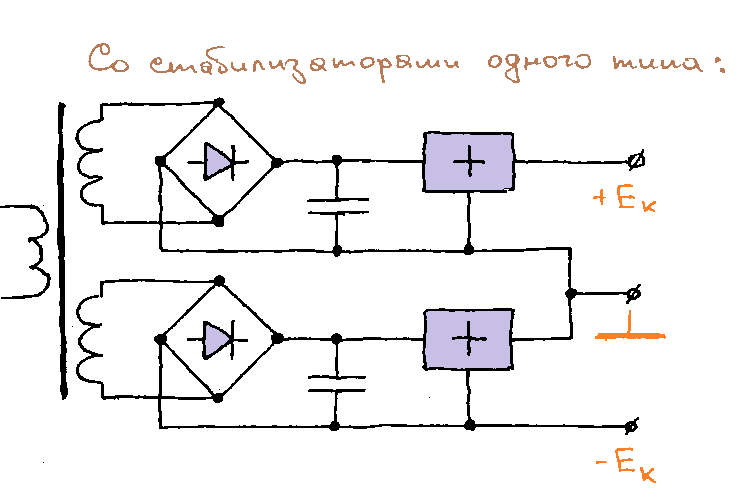 Со стабилизаторами одного типа:
+
+Eк
+
-Eк